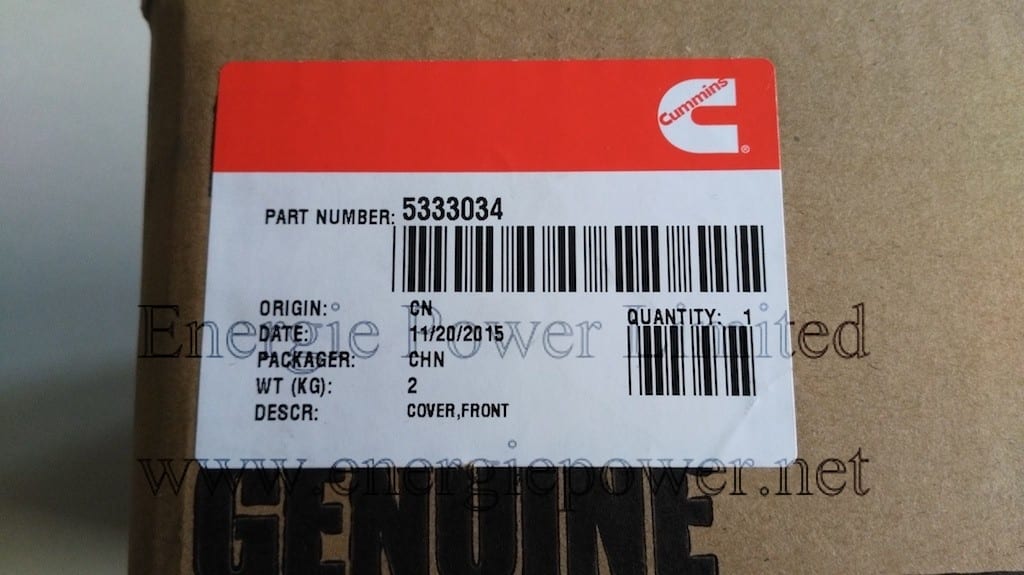 Cummins
®
PART NUMBER: 5333034
ORIGIN: CN
QUANTITY: 1
Energie Power Limited
DATE: 11/20/2015
PACKAGER: CHN
WT (KG): 2
DESCR: COVER,FRONT
www.energiepower.net
GENUINE